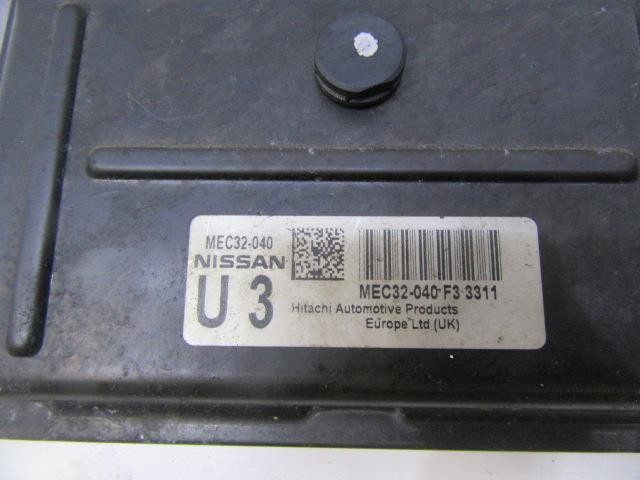 MEC32-040
NISSAN
U 3
MEC32-040 F3 3311
Hitachi Automotive Products
Europe Ltd (UK)